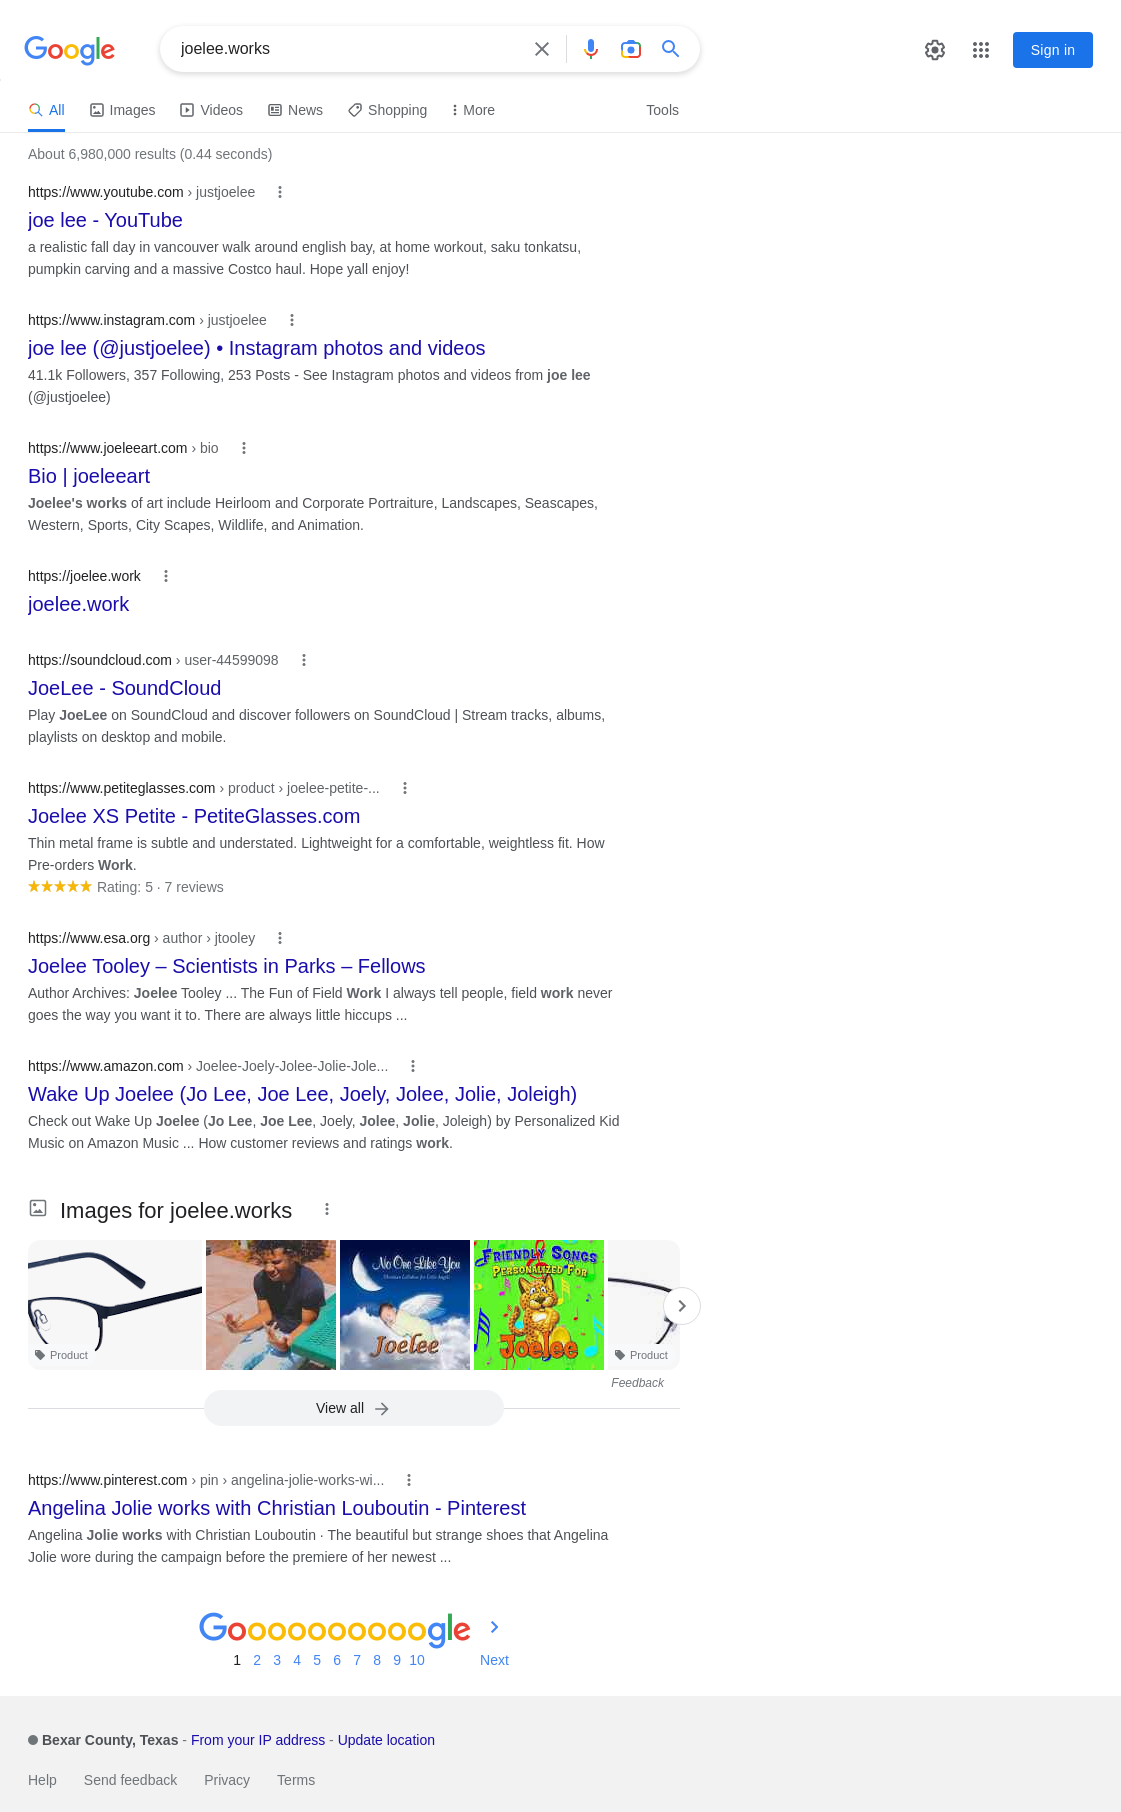 Google
joelee.works
Sign in
All Images Videos News Shopping More Tools
About 6,980,000 results (0.44 seconds)
https://www.youtube.com › justjoelee
joe lee - YouTube
a realistic fall day in vancouver walk around english bay, at home workout, saku tonkatsu,
pumpkin carving and a massive Costco haul. Hope yall enjoy!
https://www.instagram.com › justjoelee
joe lee (@justjoelee) • Instagram photos and videos
41.1k Followers, 357 Following, 253 Posts - See Instagram photos and videos from joe lee
(@justjoelee)
https://www.joeleeart.com › bio
Bio | joeleeart
Joelee's works of art include Heirloom and Corporate Portraiture, Landscapes, Seascapes,
Western, Sports, City Scapes, Wildlife, and Animation.
https://joelee.work
joelee.work
https://soundcloud.com › user-44599098
JoeLee - SoundCloud
Play JoeLee on SoundCloud and discover followers on SoundCloud | Stream tracks, albums,
playlists on desktop and mobile.
https://www.petiteglasses.com › product › joelee-petite-...
Joelee XS Petite - PetiteGlasses.com
Thin metal frame is subtle and understated. Lightweight for a comfortable, weightless fit. How
Pre-orders Work.
Rating: 5 · 7 reviews
https://www.esa.org › author › jtooley
Joelee Tooley – Scientists in Parks – Fellows
Author Archives: Joelee Tooley ... The Fun of Field Work I always tell people, field work never
goes the way you want it to. There are always little hiccups ...
https://www.amazon.com › Joelee-Joely-Jolee-Jolie-Jole...
Wake Up Joelee (Jo Lee, Joe Lee, Joely, Jolee, Jolie, Joleigh)
Check out Wake Up Joelee (Jo Lee, Joe Lee, Joely, Jolee, Jolie, Joleigh) by Personalized Kid
Music on Amazon Music ... How customer reviews and ratings work.
Images for joelee.works
No One Like You
Christian Lullabies for Little Angels
Joelee
FRIENDLY SONGS
PERSONALIZED FOR
Joelee
Product
Product
Feedback
View all
https://www.pinterest.com › pin › angelina-jolie-works-wi...
Angelina Jolie works with Christian Louboutin - Pinterest
Angelina Jolie works with Christian Louboutin · The beautiful but strange shoes that Angelina
Jolie wore during the campaign before the premiere of her newest ...
Goooooooooogle
1 2 3 4 5 6 7 8 9 10 Next
Bexar County, Texas - From your IP address - Update location
Help Send feedback Privacy Terms